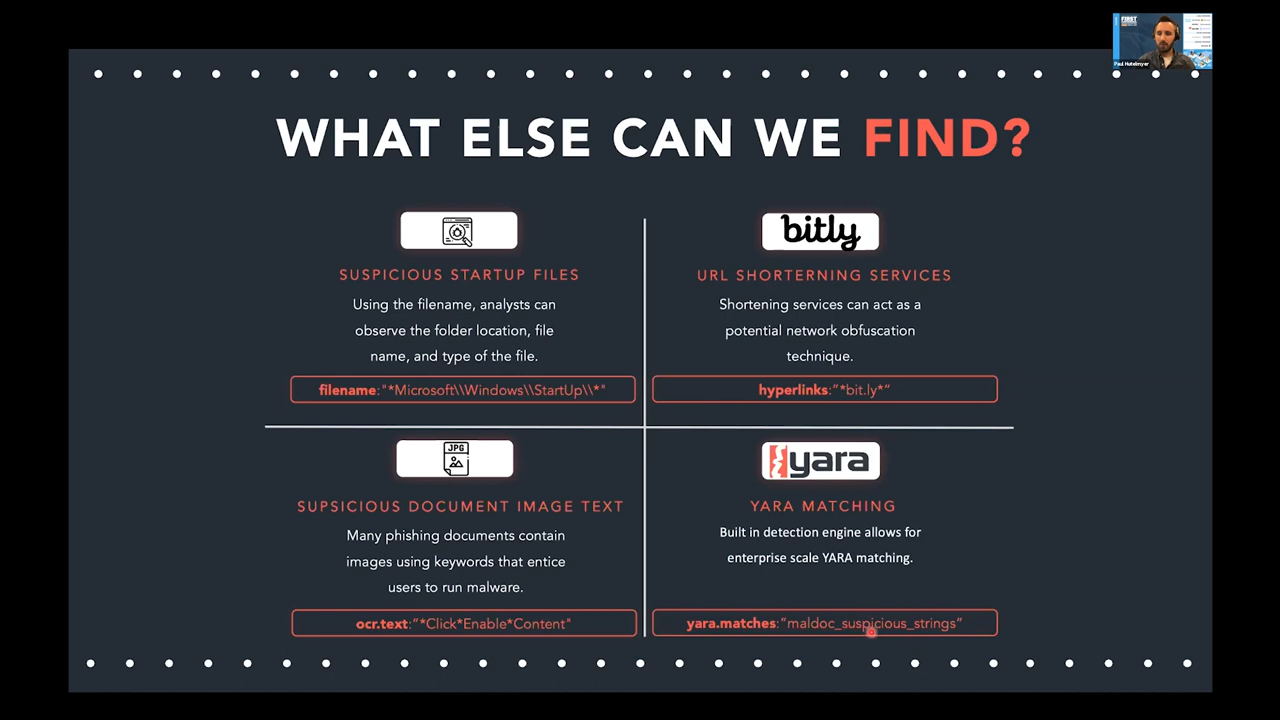 FIRST
Paul Hutelmyer
WHAT ELSE CAN WE FIND?
SUSPICIOUS STARTUP FILES
Using the filename, analysts can
observe the folder location, file
name, and type of the file.
filename:"*Microsoft\\Windows\\StartUp\\*"
bitly
URL SHORTERNING SERVICES
Shortening services can act as a
potential network obfuscation
technique.
hyperlinks:"*bit.ly*"
JPG
SUPSICIOUS DOCUMENT IMAGE TEXT
Many phishing documents contain
images using keywords that entice
users to run malware.
ocr.text:"*Click*Enable*Content"
yara
YARA MATCHING
Built in detection engine allows for
enterprise scale YARA matching.
yara.matches:"maldoc_suspicious_strings"